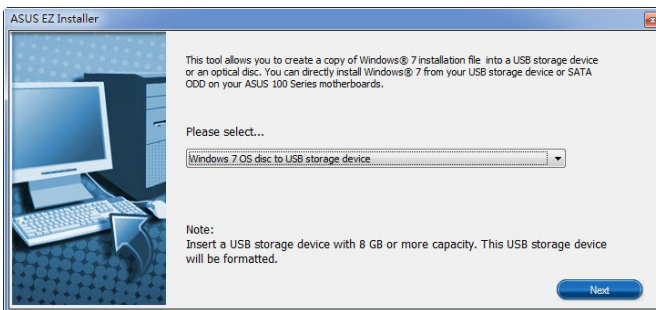 ASUS EZ Installer
This tool allows you to create a copy of Windows® 7 installation file into a USB storage device
or an optical disc. You can directly install Windows® 7 from your USB storage device or SATA
ODD on your ASUS 100 Series motherboards.
Please select...
Windows 7 OS disc to USB storage device
Note:
Insert a USB storage device with 8 GB or more capacity. This USB storage device
will be formatted.
Next